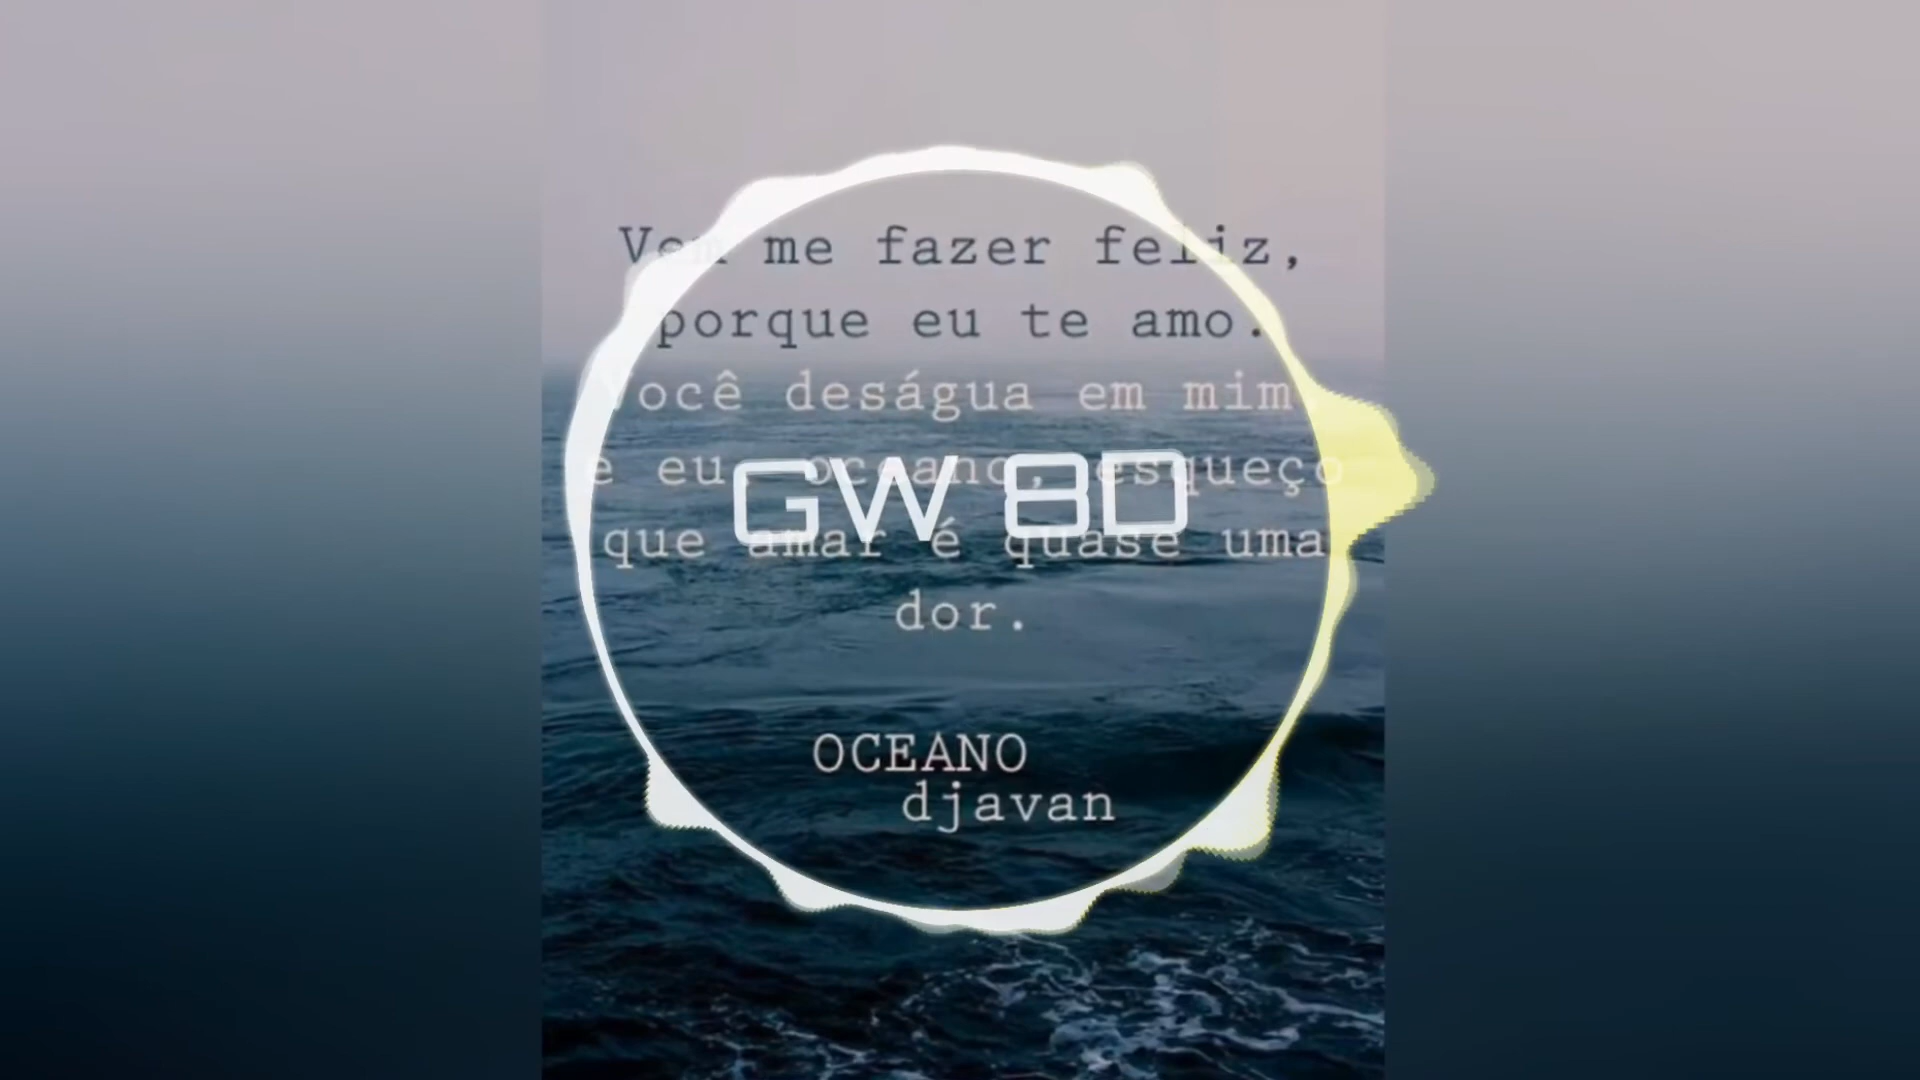 Vem me fazer feliz,
porque eu te amo.
Você deságua em mim
e eu, oceano, esqueço
GW 8D
que amar é quase uma
dor.
OCEANO
djavan